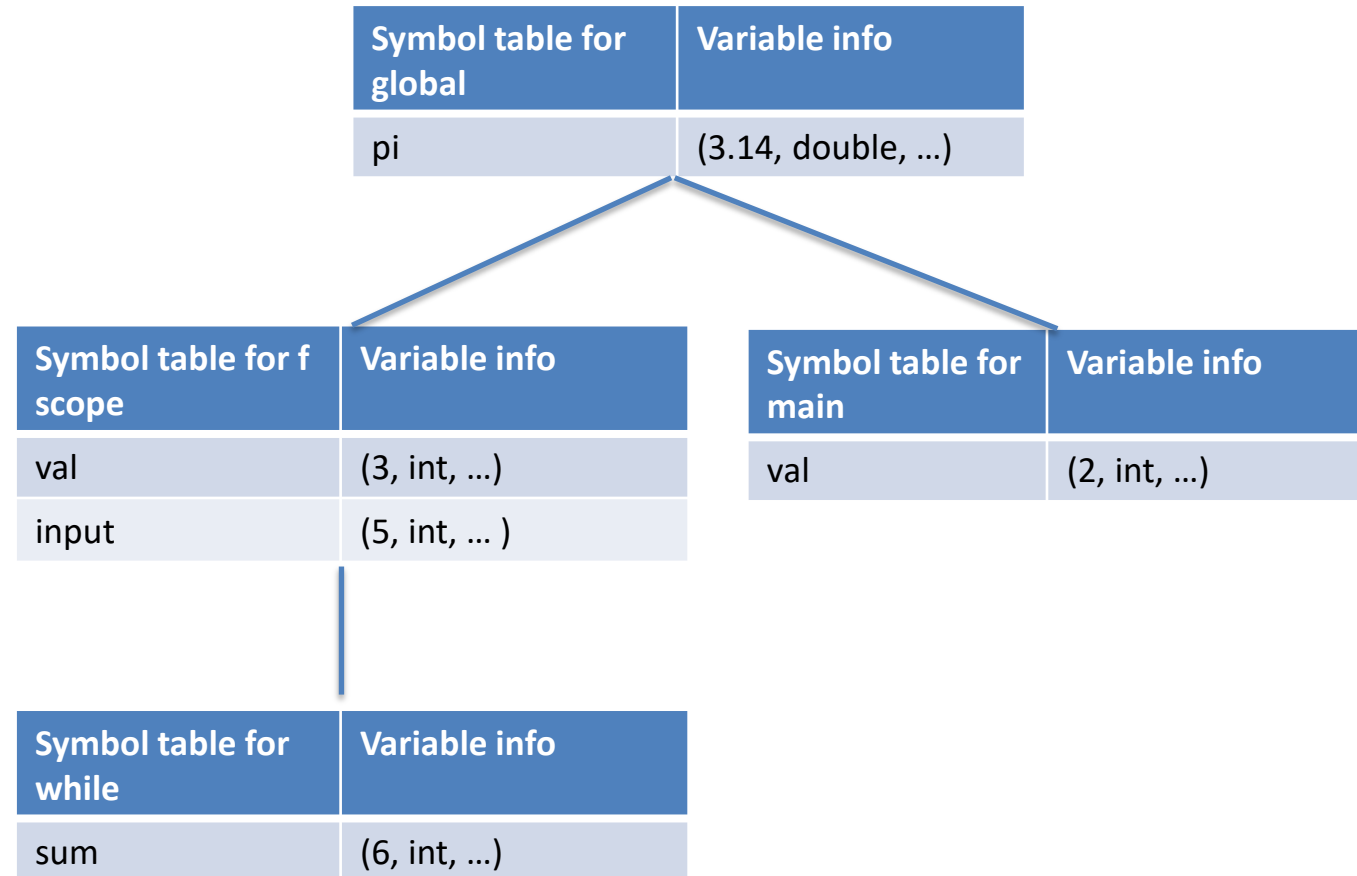 Symbol table for global Variable info
pi (3.14, double, …)
Symbol table for f scope Variable info
val (3, int, …)
input (5, int, … )
Symbol table for main Variable info
val (2, int, …)
Symbol table for while Variable info
sum (6, int, …)